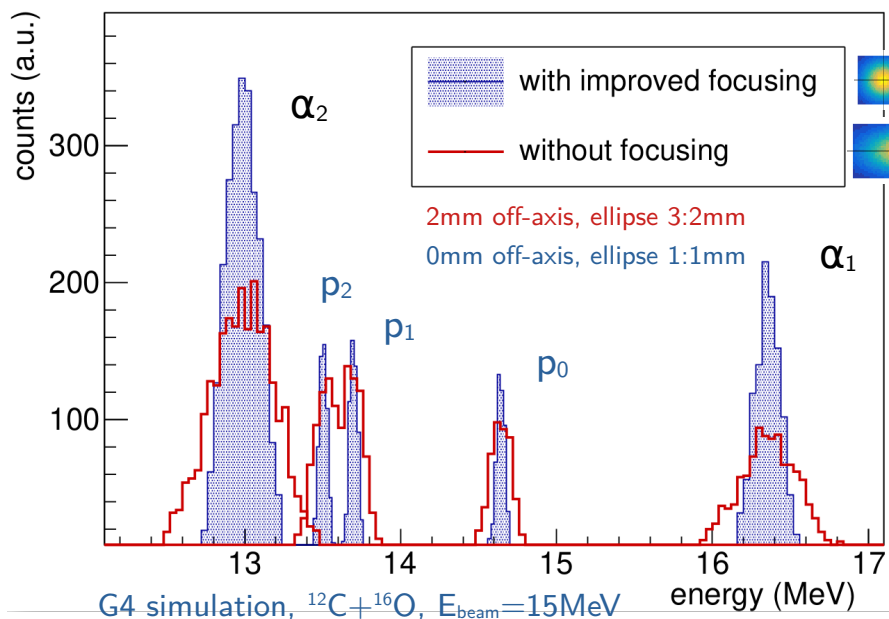 counts (a.u.)
300
200
100
α₂
with improved focusing
without focusing
2mm off-axis, ellipse 3:2mm
0mm off-axis, ellipse 1:1mm
α₁
p₂
p₁
p₀
13 14 15 16 17
energy (MeV)
G4 simulation, ¹²C+¹⁶O, E_beam=15MeV